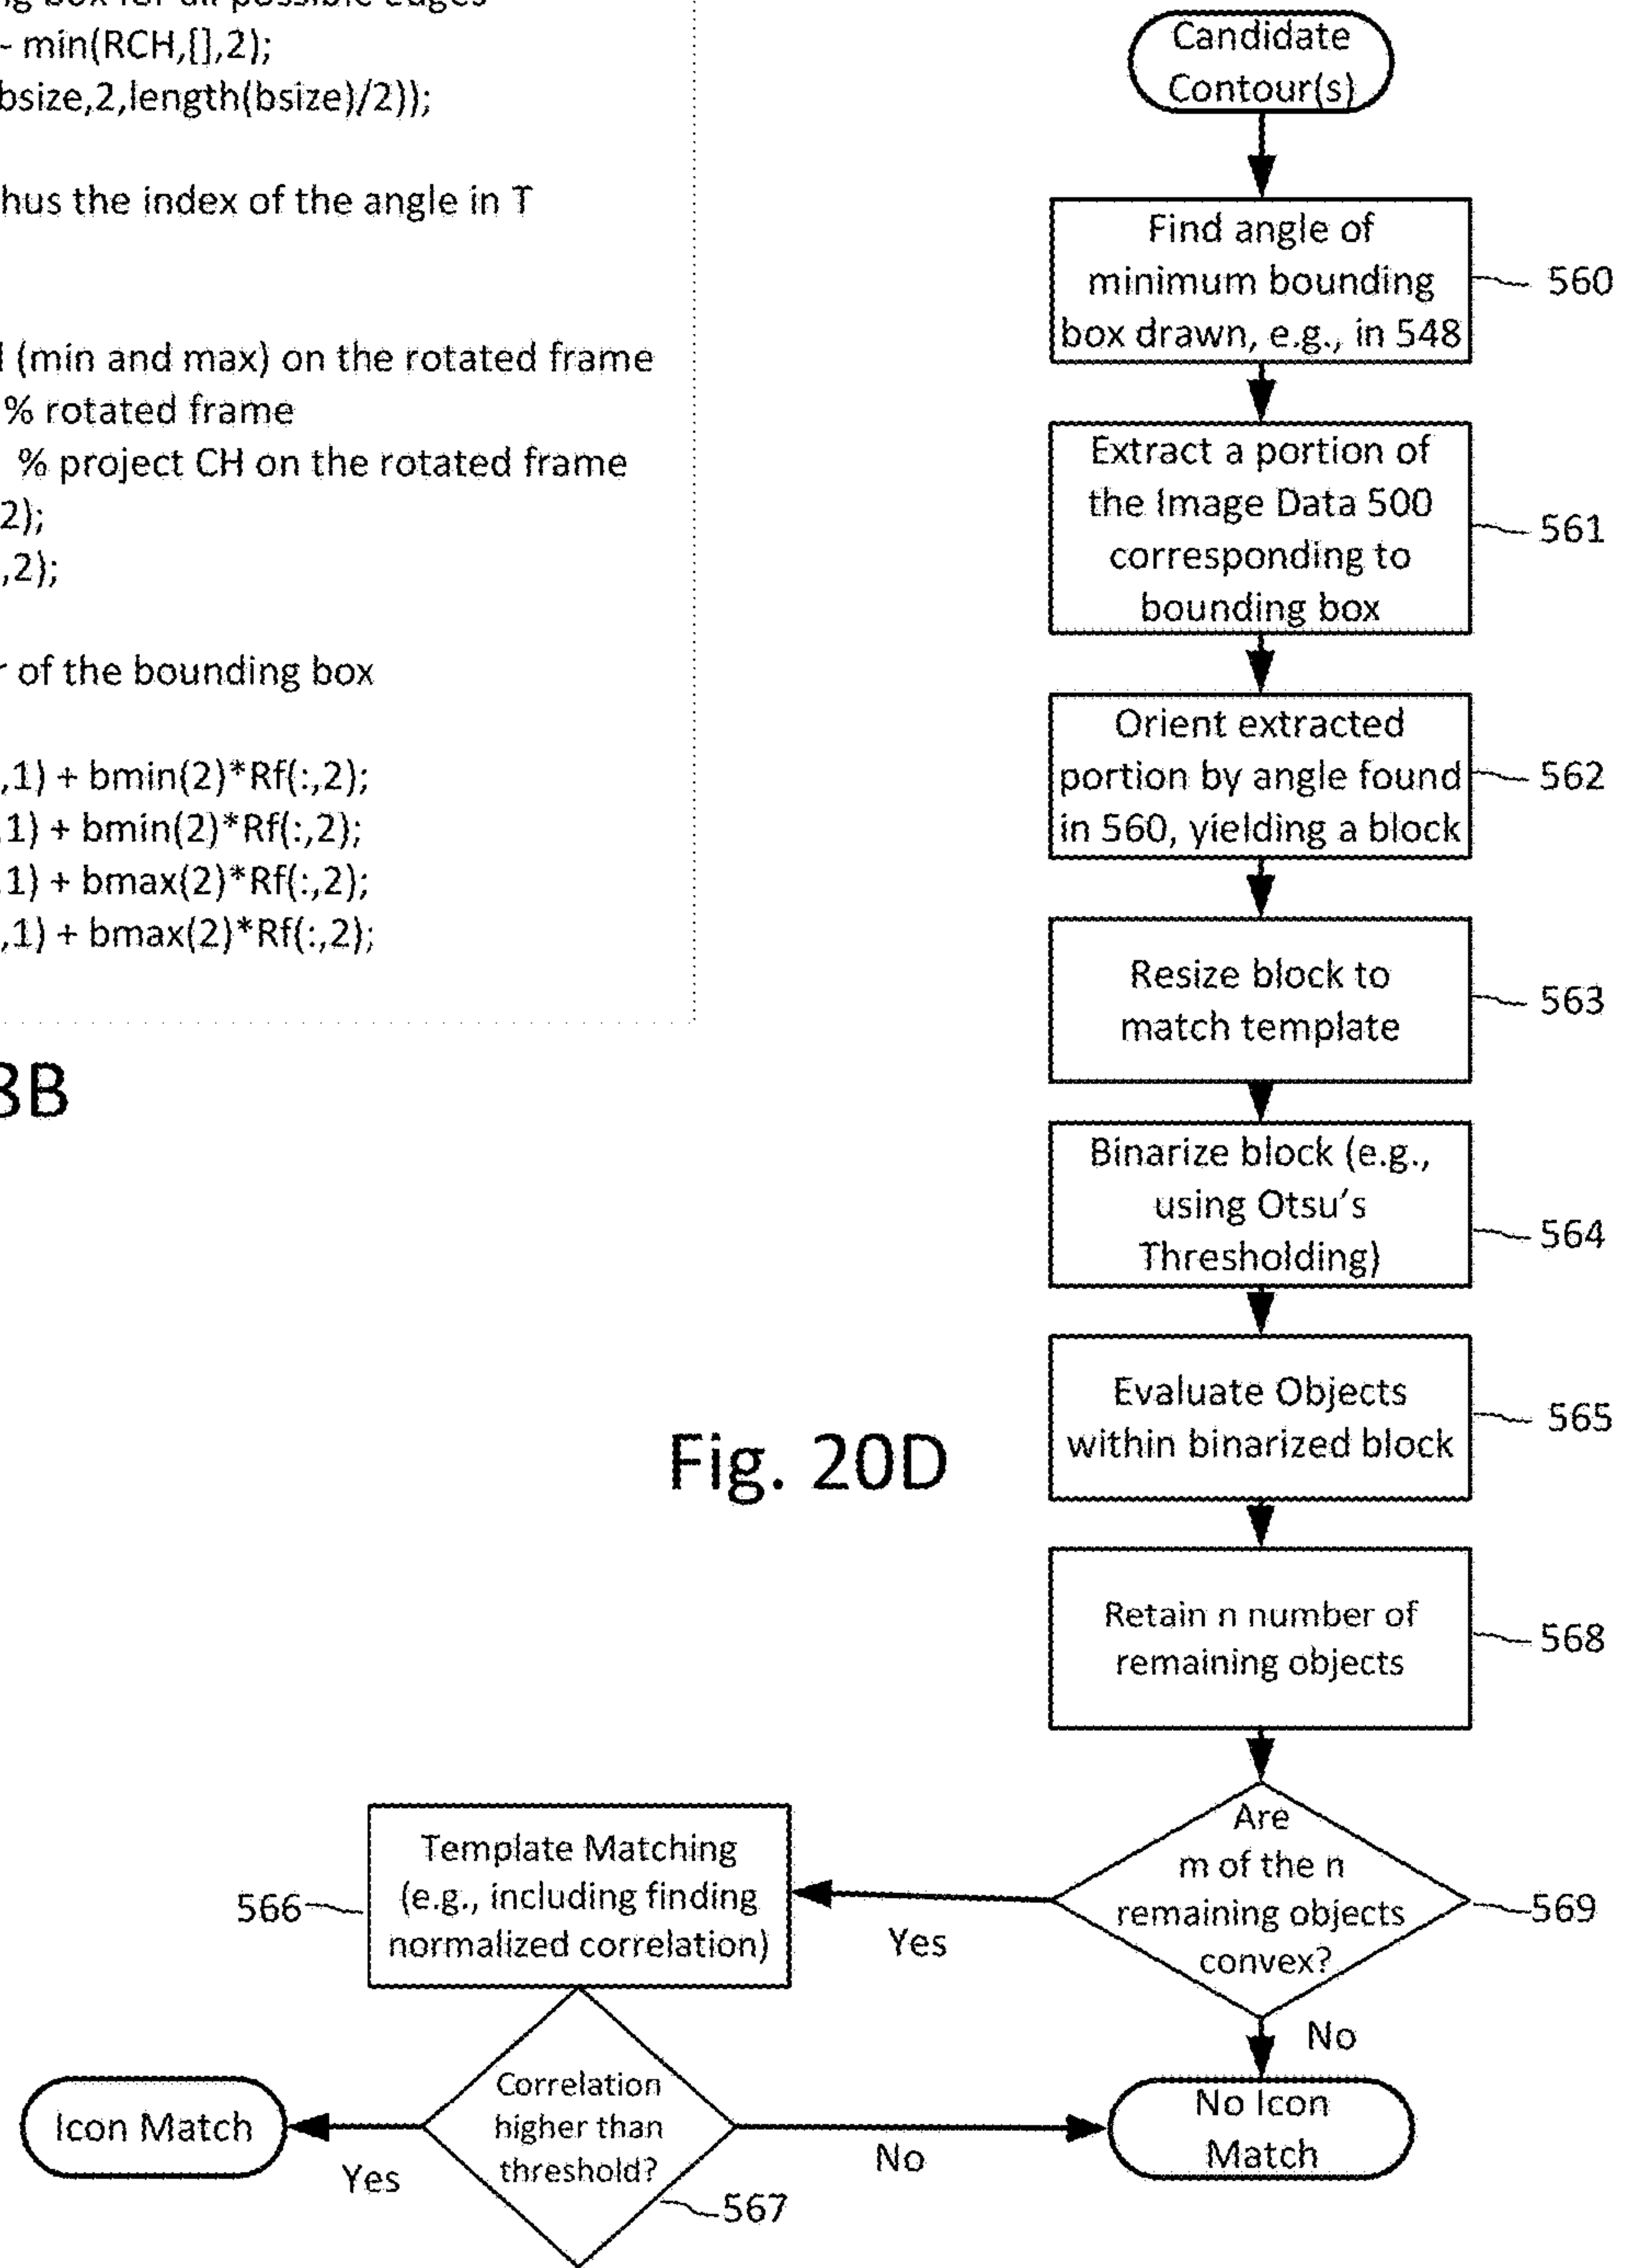 ng box for all possible edges
- min(RCH,[],2);
bsize,2,length(bsize)/2));
hus the index of the angle in T
(min and max) on the rotated frame
% rotated frame
% project CH on the rotated frame
2);
,2);
r of the bounding box
,1) + bmin(2)*Rf(:,2);
,1) + bmin(2)*Rf(:,2);
,1) + bmax(2)*Rf(:,2);
,1) + bmax(2)*Rf(:,2);
8B
Candidate
Contour(s)
Find angle of
minimum bounding
box drawn, e.g., in 548
560
Extract a portion of
the Image Data 500
corresponding to
bounding box
561
Orient extracted
portion by angle found
in 560, yielding a block
562
Resize block to
match template
563
Binarize block (e.g.,
using Otsu's
Thresholding)
564
Evaluate Objects
within binarized block
565
Fig. 20D
Retain n number of
remaining objects
568
Are
m of the n
remaining objects
convex?
569
Yes
No
Template Matching
(e.g., including finding
normalized correlation)
566
Correlation
higher than
threshold?
567
Yes
No
Icon Match
No Icon
Match